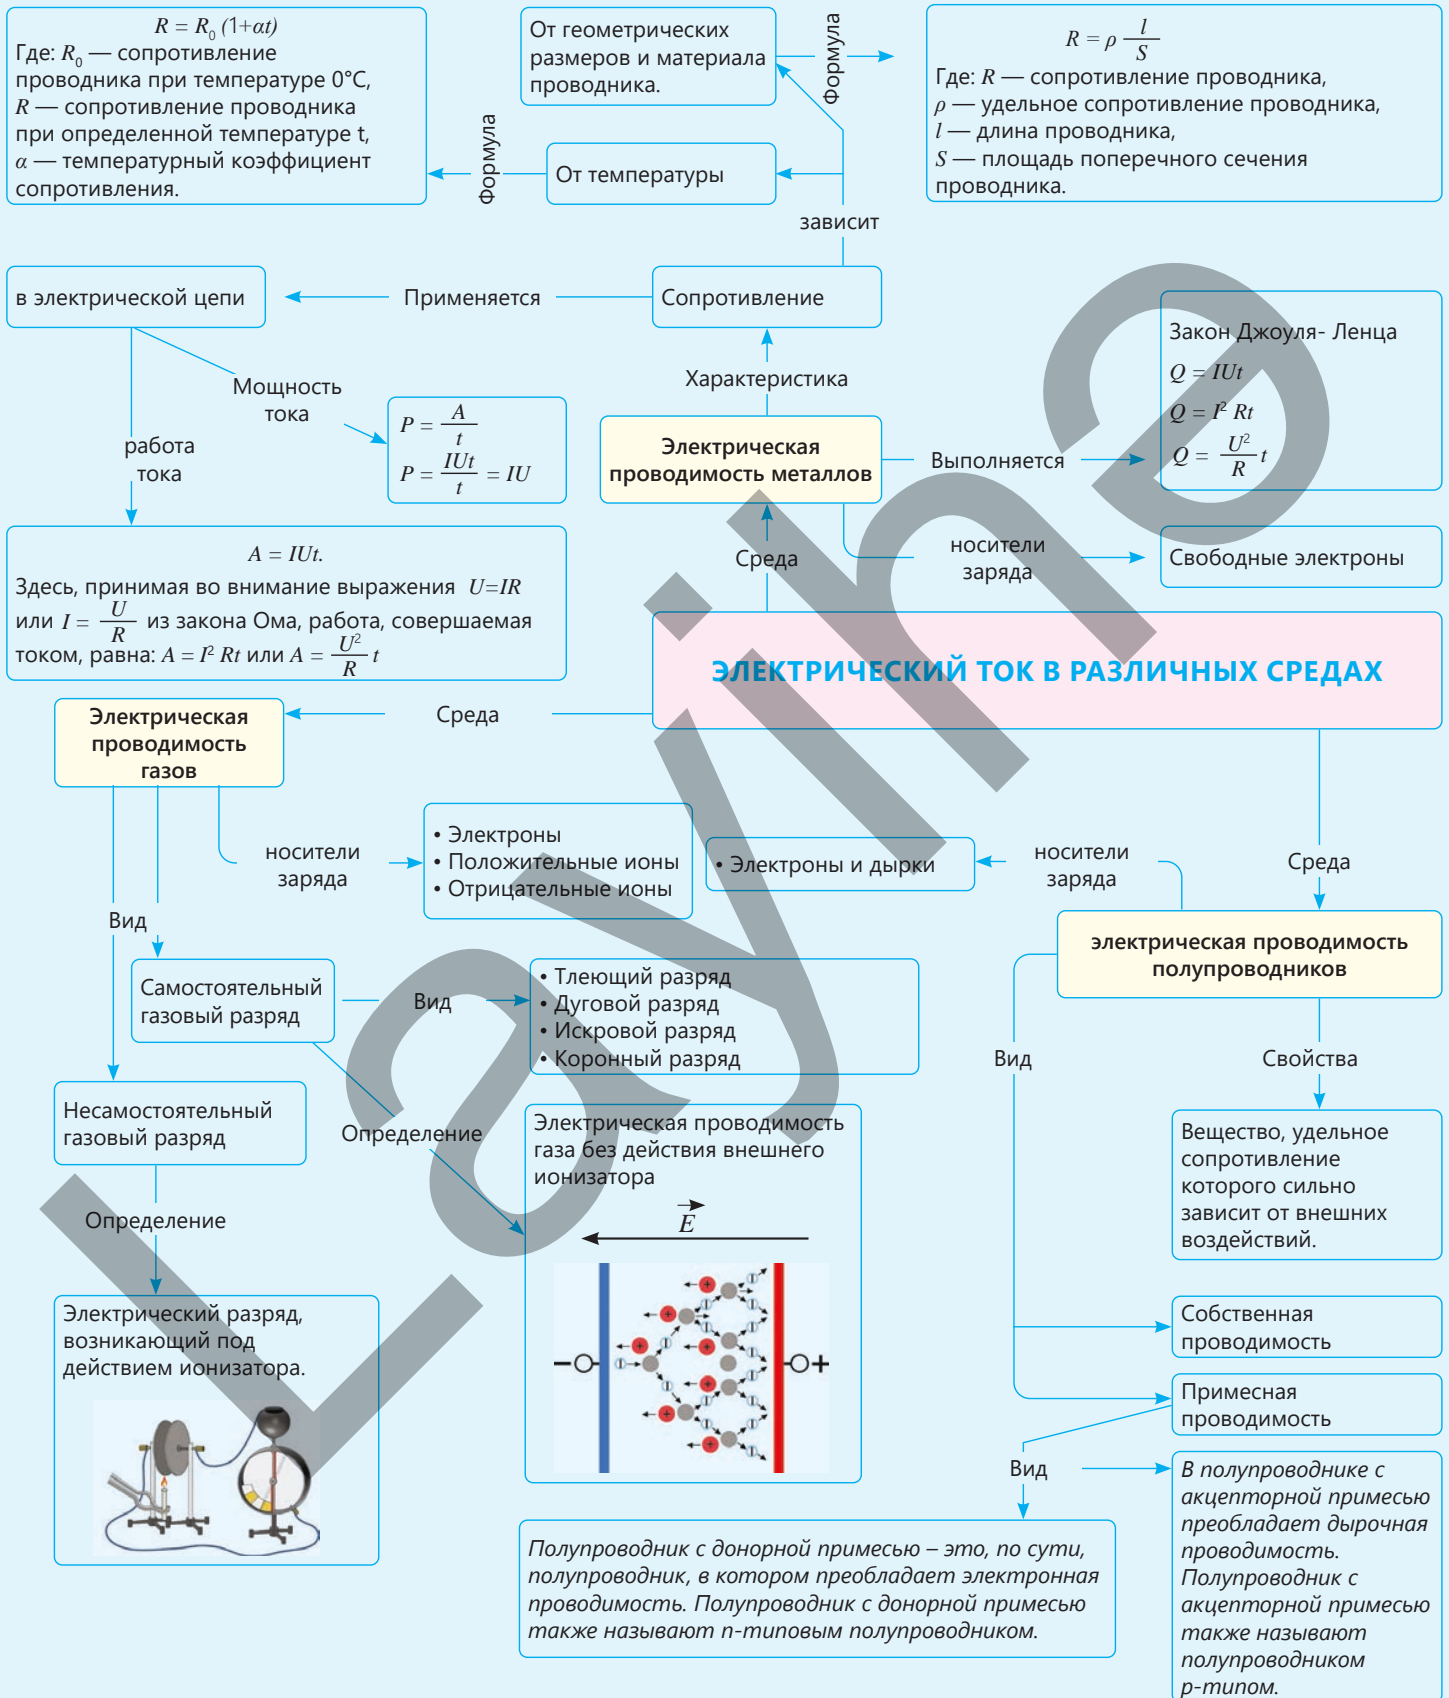 R = R₀ (1+αt)
Где: R₀ — сопротивление
проводника при температуре 0°C,
R — сопротивление проводника
при определенной температуре t,
α — температурный коэффициент
сопротивления.
Формула
От геометрических
размеров и материала
проводника.
От температуры
Формула
R = ρ l/S
Где: R — сопротивление проводника,
ρ — удельное сопротивление проводника,
l — длина проводника,
S — площадь поперечного сечения
проводника.
зависит
в электрической цепи
Применяется
Сопротивление
Закон Джоуля- Ленца
Q = IUt
Q = I² Rt
Q = U²/R t
Характеристика
Мощность
тока
P = A/t
P = IUt/t = IU
работа
тока
Электрическая
проводимость металлов
Выполняется
A = IUt.
Здесь, принимая во внимание выражения U=IR
или I = U/R из закона Ома, работа, совершаемая
током, равна: A = I² Rt или A = U²/R t
Среда
носители
заряда
Свободные электроны
ЭЛЕКТРИЧЕСКИЙ ТОК В РАЗЛИЧНЫХ СРЕДАХ
Электрическая
проводимость
газов
Среда
носители
заряда
• Электроны
• Положительные ионы
• Отрицательные ионы
• Электроны и дырки
носители
заряда
Среда
Вид
электрическая проводимость
полупроводников
Самостоятельный
газовый разряд
Вид
• Тлеющий разряд
• Дуговой разряд
• Искровой разряд
• Коронный разряд
Вид
Свойства
Несамостоятельный
газовый разряд
Определение
Электрическая проводимость
газа без действия внешнего
ионизатора
E
− +
Вещество, удельное
сопротивление
которого сильно
зависит от внешних
воздействий.
Определение
Электрический разряд,
возникающий под
действием ионизатора.
Собственная
проводимость
Примесная
проводимость
Вид
В полупроводнике с
акцепторной примесью
преобладает дырочная
проводимость.
Полупроводник с
акцепторной примесью
также называют
полупроводником
р-типом.
Полупроводник с донорной примесью – это, по сути,
полупроводник, в котором преобладает электронная
проводимость. Полупроводник с донорной примесью
также называют n-типовым полупроводником.
Layihə